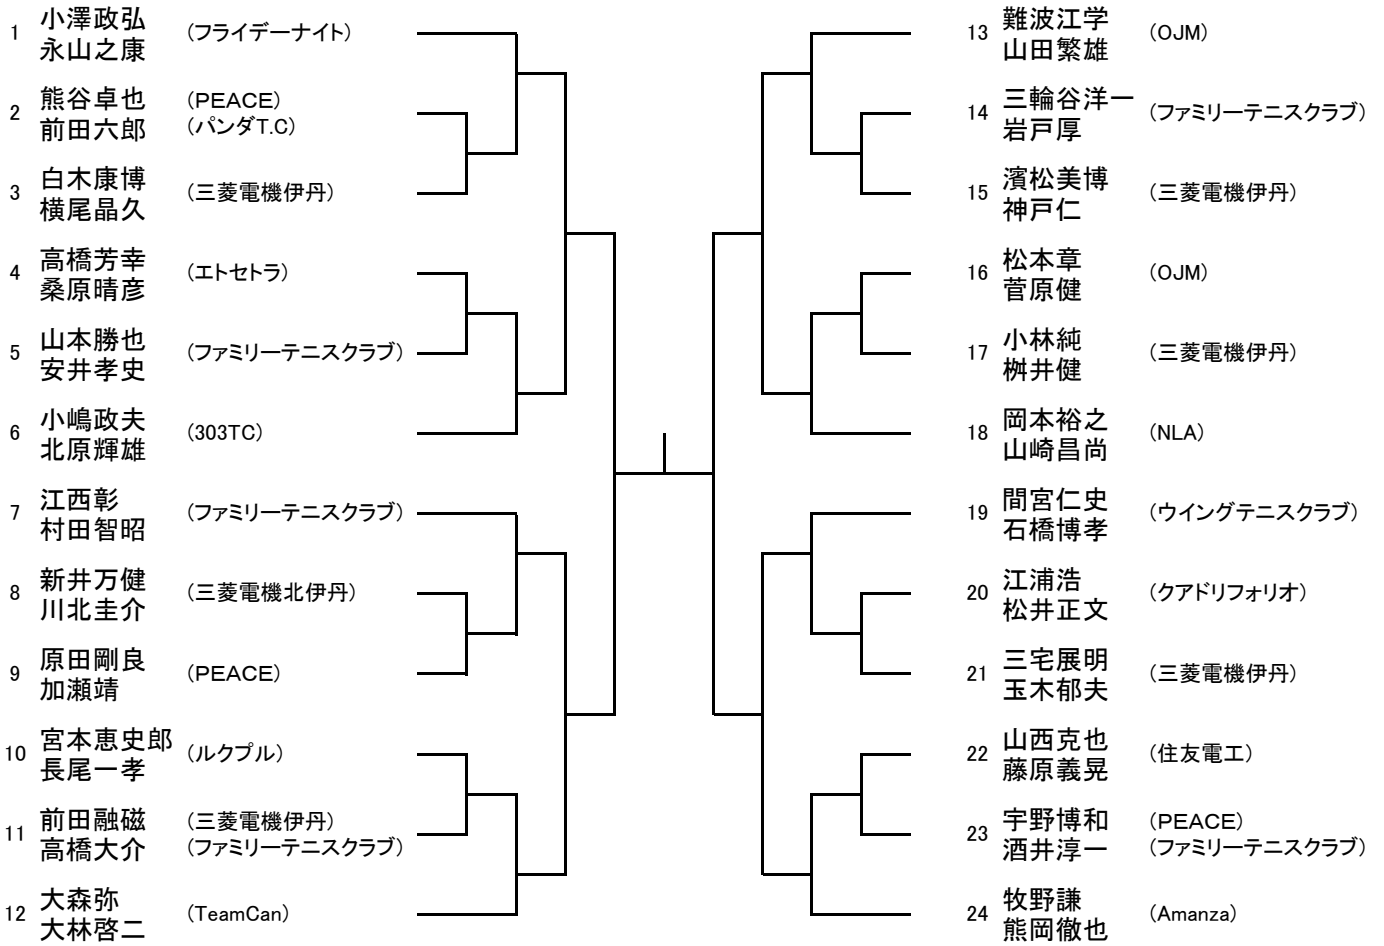 1 小澤政弘 (フライデーナイト)
永山之康
2 熊谷卓也 (PEACE)
前田六郎 (パンダT.C)
3 白木康博 (三菱電機伊丹)
横尾晶久
4 高橋芳幸 (エトセトラ)
桑原晴彦
5 山本勝也 (ファミリーテニスクラブ)
安井孝史
6 小嶋政夫 (303TC)
北原輝雄
7 江西彰 (ファミリーテニスクラブ)
村田智昭
8 新井万健 (三菱電機北伊丹)
川北圭介
9 原田剛良 (PEACE)
加瀬靖
10 宮本恵史郎 (ルクプル)
長尾一孝
11 前田融磁 (三菱電機伊丹)
高橋大介 (ファミリーテニスクラブ)
12 大森弥 (TeamCan)
大林啓二
13 難波江学 (OJM)
山田繁雄
14 三輪谷洋一 (ファミリーテニスクラブ)
岩戸厚
15 濱松美博 (三菱電機伊丹)
神戸仁
16 松本章 (OJM)
菅原健
17 小林純 (三菱電機伊丹)
桝井健
18 岡本裕之 (NLA)
山崎昌尚
19 間宮仁史 (ウイングテニスクラブ)
石橋博孝
20 江浦浩 (クアドリフォリオ)
松井正文
21 三宅展明 (三菱電機伊丹)
玉木郁夫
22 山西克也 (住友電工)
藤原義晃
23 宇野博和 (PEACE)
酒井淳一 (ファミリーテニスクラブ)
24 牧野謙 (Amanza)
熊岡徹也